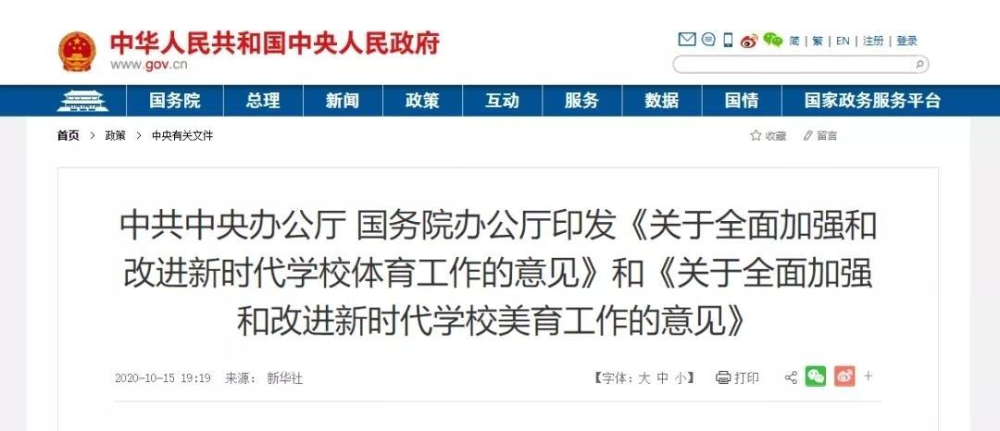 中华人民共和国中央人民政府
www.gov.cn
简 | 繁 | EN | 注册 | 登录
国务院 总理 新闻 政策 互动 服务 数据 国情 国家政务服务平台
首页 > 政策 > 中央有关文件
收藏 留言
中共中央办公厅 国务院办公厅印发《关于全面加强和
改进新时代学校体育工作的意见》和《关于全面加强
和改进新时代学校美育工作的意见》
2020-10-15 19:19 来源： 新华社
【字体：大 中 小】 打印 +